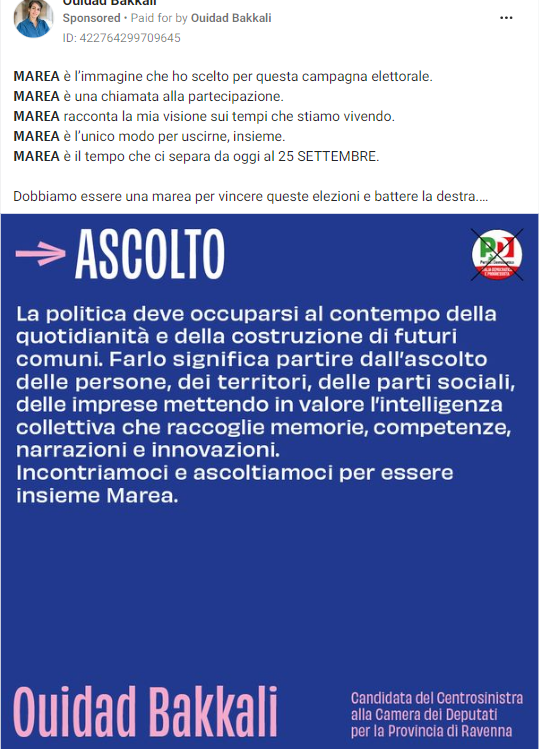 Ouidad Bakkali
Sponsored • Paid for by Ouidad Bakkali
ID: 422764299709645
MAREA è l'immagine che ho scelto per questa campagna elettorale.
MAREA è una chiamata alla partecipazione.
MAREA racconta la mia visione sui tempi che stiamo vivendo.
MAREA è l'unico modo per uscirne, insieme.
MAREA è il tempo che ci separa da oggi al 25 SETTEMBRE.
Dobbiamo essere una marea per vincere queste elezioni e battere la destra....
ASCOLTO
PD
Partito Democratico
La politica deve occuparsi al contempo della
quotidianità e della costruzione di futuri
comuni. Farlo significa partire dall'ascolto
delle persone, dei territori, delle parti sociali,
delle imprese mettendo in valore l'intelligenza
collettiva che raccoglie memorie, competenze,
narrazioni e innovazioni.
Incontriamoci e ascoltiamoci per essere
insieme Marea.
Ouidad Bakkali
Candidata del Centrosinistra
alla Camera dei Deputati
per la Provincia di Ravenna